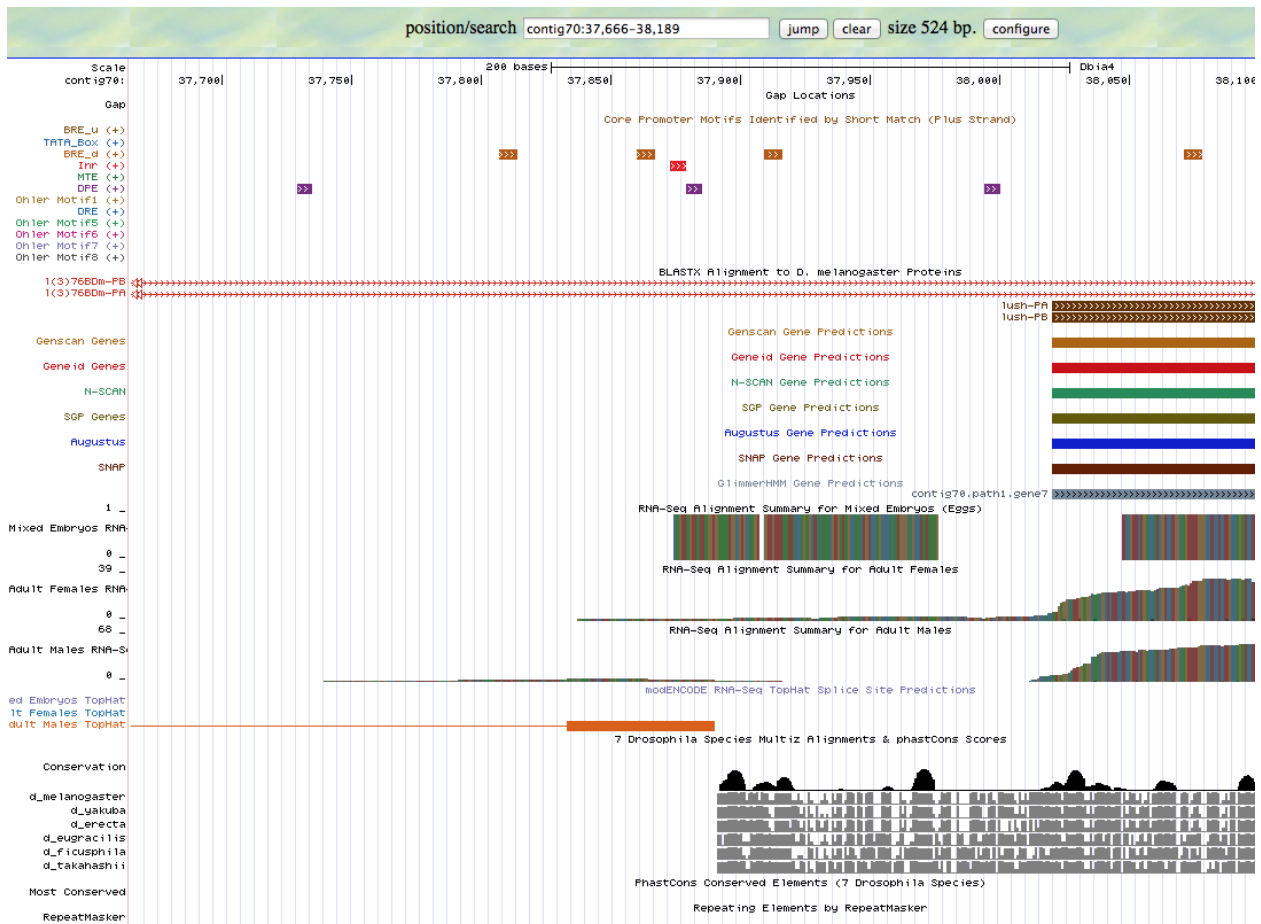 position/search contig70:37,666-38,189 jump clear size 524 bp. configure
Scale 200 bases Dbia4
contig70: 37,700 37,750 37,800 37,850 37,900 37,950 38,000 38,050 38,100
Gap Locations
Gap
Core Promoter Motifs Identified by Short Match (Plus Strand)
BRE_u (+)
TATA_Box (+)
BRE_d (+)
Inr (+)
MTE (+)
DPE (+)
Ohler Motif1 (+)
DRE (+)
Ohler Motif5 (+)
Ohler Motif6 (+)
Ohler Motif7 (+)
Ohler Motif8 (+)
BLASTX Alignment to D. melanogaster Proteins
l(3)76BDm-PB
l(3)76BDm-PA
lush-PA
lush-PB
Genscan Gene Predictions
Genscan Genes
Geneid Gene Predictions
Geneid Genes
N-SCAN Gene Predictions
N-SCAN
SGP Gene Predictions
SGP Genes
Augustus Gene Predictions
Augustus
SNAP Gene Predictions
SNAP
GlimmerHMM Gene Predictions
contig70.path1.gene7
RNA-Seq Alignment Summary for Mixed Embryos (Eggs)
1 _
Mixed Embryos RNA-
0 _
RNA-Seq Alignment Summary for Adult Females
39 _
Adult Females RNA-
0 _
RNA-Seq Alignment Summary for Adult Males
68 _
Adult Males RNA-S
0 _
modENCODE RNA-Seq TopHat Splice Site Predictions
ed Embryos TopHat
lt Females TopHat
dult Males TopHat
7 Drosophila Species Multiz Alignments & phastCons Scores
Conservation
d_melanogaster
d_yakuba
d_erecta
d_eugracilis
d_ficusphila
d_takahashii
PhastCons Conserved Elements (7 Drosophila Species)
Most Conserved
Repeating Elements by RepeatMasker
RepeatMasker